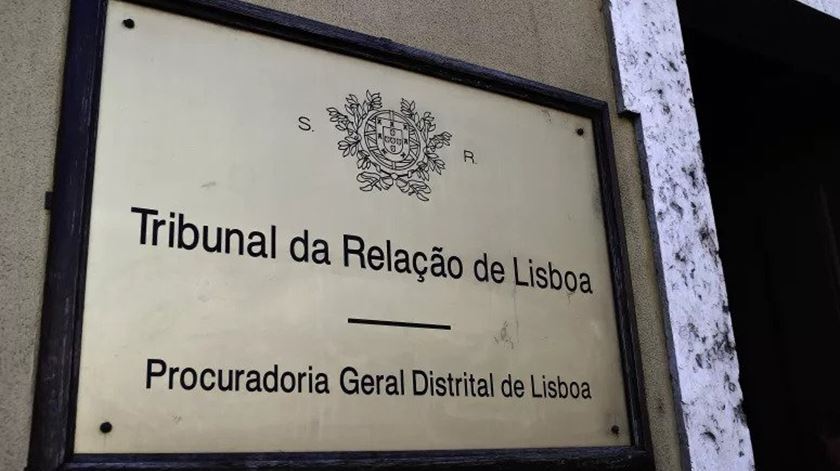 S. R.
Tribunal da Relação de Lisboa
Procuradoria Geral Distrital de Lisboa